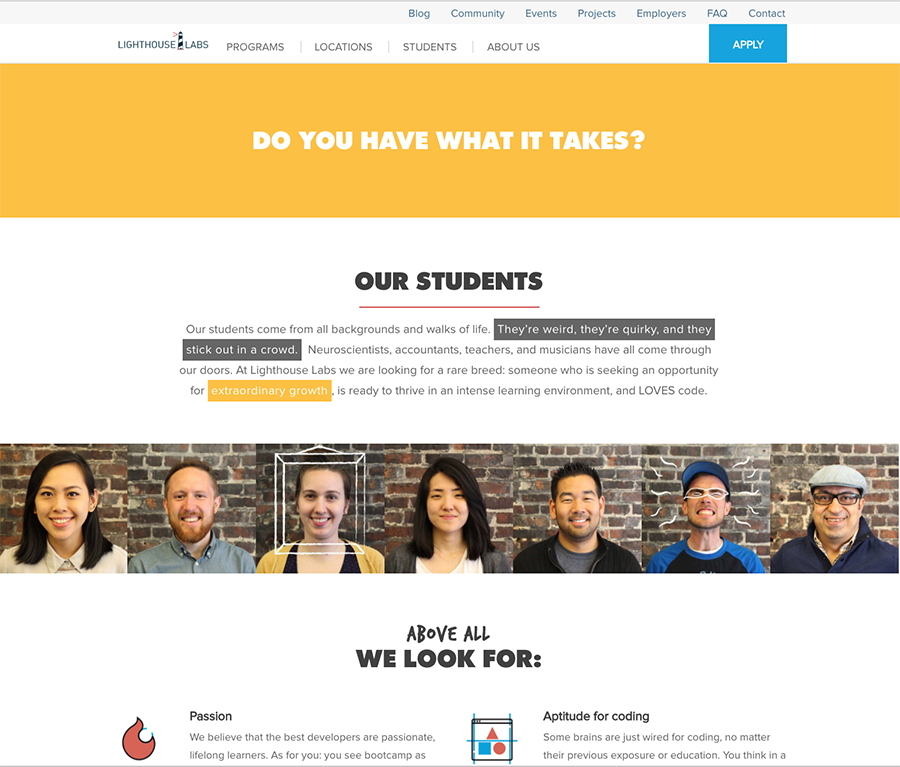 Blog Community Events Projects Employers FAQ Contact
LIGHTHOUSE LABS PROGRAMS LOCATIONS STUDENTS ABOUT US APPLY
DO YOU HAVE WHAT IT TAKES?
OUR STUDENTS
Our students come from all backgrounds and walks of life. They're weird, they're quirky, and they
stick out in a crowd. Neuroscientists, accountants, teachers, and musicians have all come through
our doors. At Lighthouse Labs we are looking for a rare breed: someone who is seeking an opportunity
for extraordinary growth, is ready to thrive in an intense learning environment, and LOVES code.
ABOVE ALL
WE LOOK FOR:
Passion
We believe that the best developers are passionate,
lifelong learners. As for you: you see bootcamp as
Aptitude for coding
Some brains are just wired for coding, no matter
their previous exposure or education. You think in a